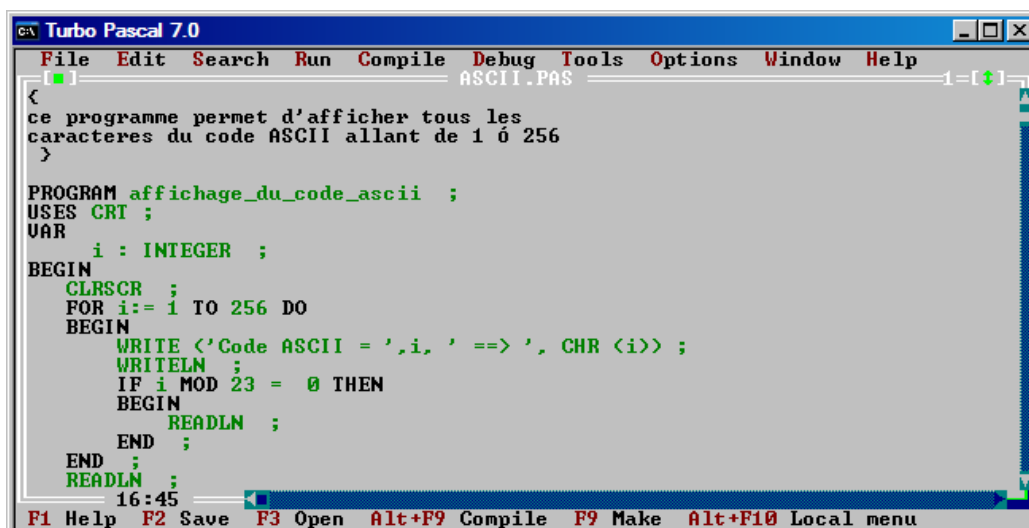 Turbo Pascal 7.0
File Edit Search Run Compile Debug Tools Options Window Help
[■] ASCII.PAS 1=[↕]
{
ce programme permet d'afficher tous les
caracteres du code ASCII allant de 1 ó 256
}
PROGRAM affichage_du_code_ascii ;
USES CRT ;
VAR
i : INTEGER ;
BEGIN
CLRSCR ;
FOR i:= 1 TO 256 DO
BEGIN
WRITE ('Code ASCII = ',i, ' ==> ', CHR (i)) ;
WRITELN ;
IF i MOD 23 = 0 THEN
BEGIN
READLN ;
END ;
END ;
READLN ;
16:45
F1 Help F2 Save F3 Open Alt+F9 Compile F9 Make Alt+F10 Local menu